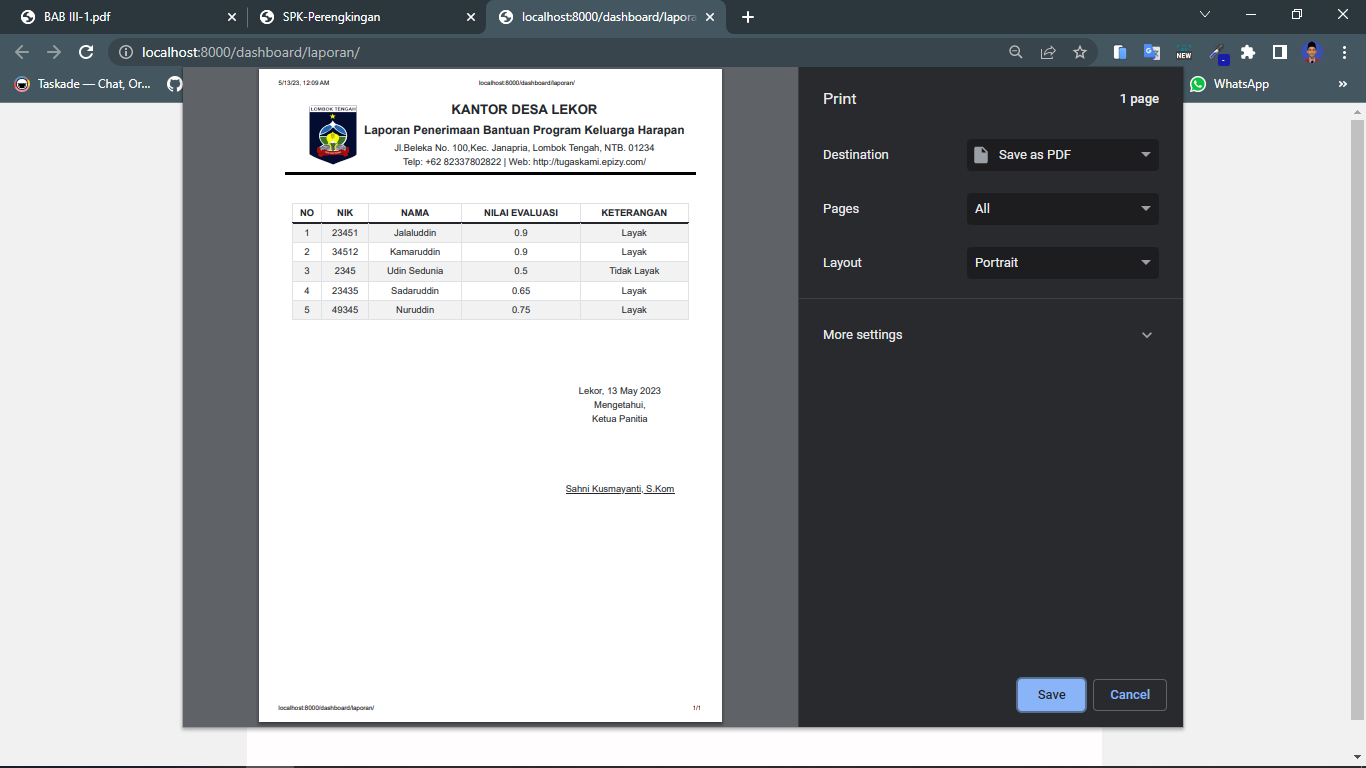 BAB III-1.pdf
SPK-Perengkingan
localhost:8000/dashboard/lapora
localhost:8000/dashboard/laporan/
NEW
Taskade — Chat, Or...
WhatsApp
»
5/13/23, 12:09 AM localhost:8000/dashboard/laporan/
LOMBOK TENGAH
KANTOR DESA LEKOR
Laporan Penerimaan Bantuan Program Keluarga Harapan
Jl.Beleka No. 100,Kec. Janapria, Lombok Tengah, NTB. 01234
Telp: +62 82337802822 | Web: http://tugaskami.epizy.com/
NO NIK NAMA NILAI EVALUASI KETERANGAN
1 23451 Jalaluddin 0.9 Layak
2 34512 Kamaruddin 0.9 Layak
3 2345 Udin Sedunia 0.5 Tidak Layak
4 23435 Sadaruddin 0.65 Layak
5 49345 Nuruddin 0.75 Layak
Lekor, 13 May 2023
Mengetahui,
Ketua Panitia
Sahni Kusmayanti, S.Kom
localhost:8000/dashboard/laporan/ 1/1
Print 1 page
Destination Save as PDF
Pages All
Layout Portrait
More settings
Save Cancel